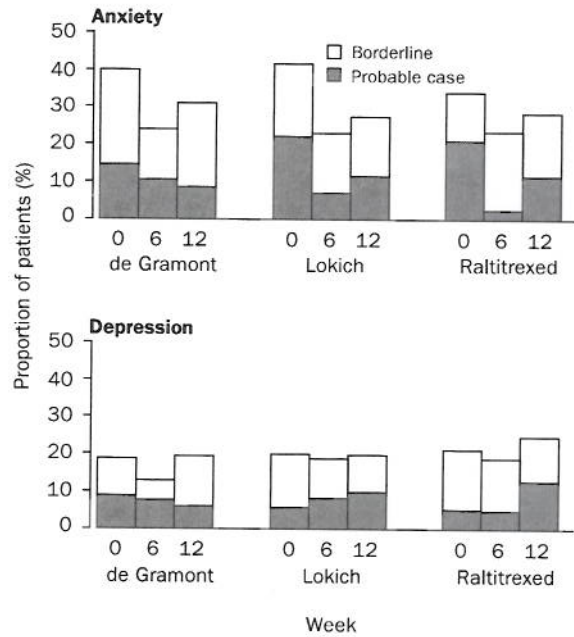 Anxiety
50
40
30
20
10
0
Borderline
Probable case
0 6 12
de Gramont
0 6 12
Lokich
0 6 12
Raltitrexed
Proportion of patients (%)
Depression
50
40
30
20
10
0
0 6 12
de Gramont
0 6 12
Lokich
0 6 12
Raltitrexed
Week